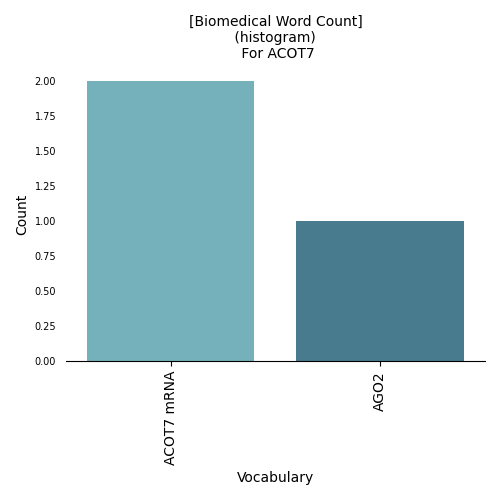 [Biomedical Word Count]
(histogram)
For ACOT7
2.00
1.75
1.50
1.25
1.00
0.75
0.50
0.25
0.00
Count
ACOT7 mRNA
AGO2
Vocabulary